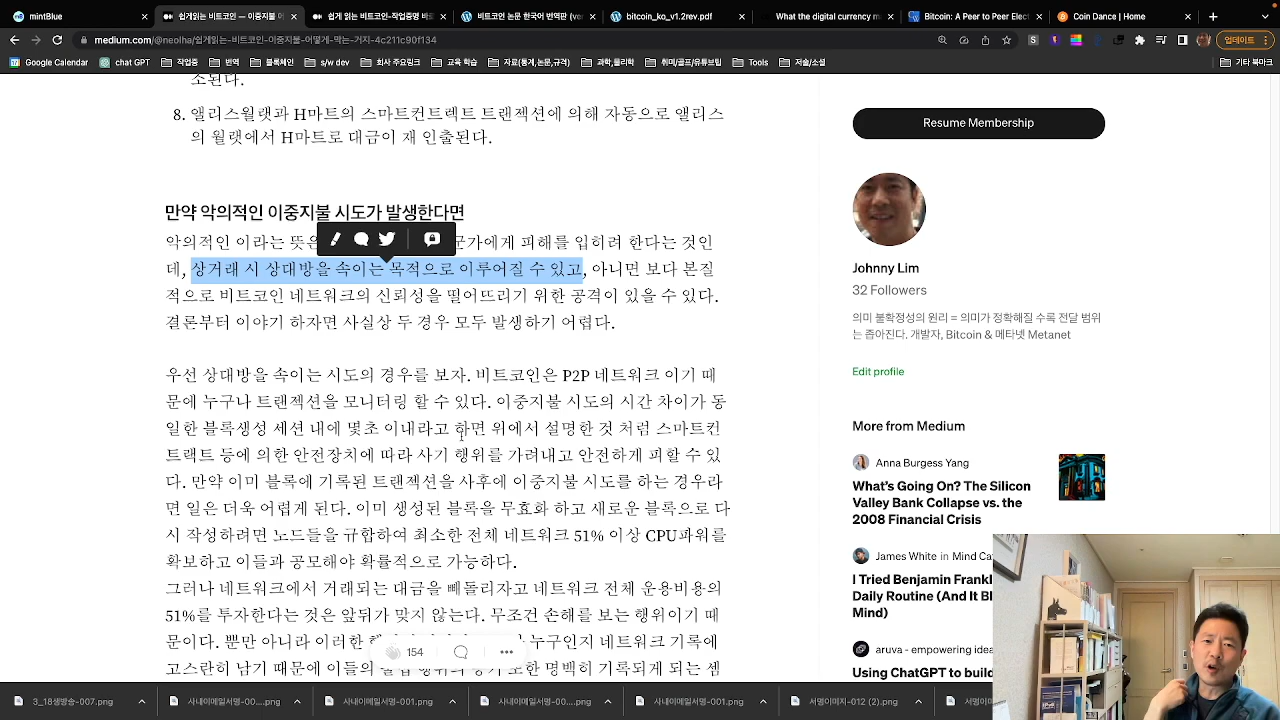 쉽게읽는 비트코인 — 이중지불
쉽게 읽는 비트코인-작업증명 바
비트코인 논문 한국어 번역판 (ver
bitcoin_ko_v1.2rev.pdf
What the digital currency m
Bitcoin: A Peer to Peer Elect
Coin Dance | Home
medium.com/@neolha/쉽게읽는-비트코인-이중지불-어떻게-막는-거지-4c211c90f134
업데이트
Google Calendar
chat GPT
작업중
번역
블록체인
s/w dev
회사-투자자
교육 학술
자료(영어,논문,잡지)
과학,물리학
취미/골프/유튜브팁
Tools
저술/소설
기타 북마크
소된다.
8. 앨리스월랫과 H마트의 스마트컨트렉트 트랜젝션에 의해 자동으로 앨리스
의 월랫에서 H마트로 대금이 재 인출된다.
만약 악의적인 이중지불 시도가 발생한다면
악의적인 이라는 뜻은
군가에게 피해를 입히려 한다는 것인
데, 상거래 시 상대방을 속이는 목적으로 이루어질 수 있고, 아니면 보다 본질
적으로 비트코인 네트워크의 신뢰성을 떨어뜨리기 위한 공격이 있을 수 있다.
결론부터 이야기 하자면 사실상 두 경우 모두 발생하기 어렵다.
우선 상대방을 속이는 시도의 경우를 보자. 비트코인은 P2P 네트워크 이기 때
문에 누구나 트랜젝션을 모니터링 할 수 있다. 이중지불 시도의 시간 차이가 동
일한 블록생성 세션 내에 몇초 이내라고 하면 위에서 설명한 것 처럼 스마트컨
트랙트 등에 의한 안전장치에 따라 사기 행위를 가려내고 안전하게 피할 수 있
다. 만약 이미 블록에 기록된 트랜젝션을 사후에 이중지불 시도를 하는 경우라
면 일은 더욱 어렵게 된다. 이미 생성된 블록을 무효화 하고 새로운 블록으로 다
시 작성하려면 노드들을 규합하여 최소한 전체 네트워크 51% 이상 CPU파워를
확보하고 이들과 공모해야 확률적으로 가능하다.
그러나 네트워크에서 거래되는 대금을 삐돌리자고 네트워크 전체 운용비용의
51%를 투자한다는 것은 앞뒤가 맞지 않는다. 무조건 손해를 보는 행위이기 때
문이다. 뿐만 아니라 이러한
누구인지 네트워크 기록에
고스란히 남기 때문에 이들의
명백히 기록되게 되는 셈
154
Resume Membership
Johnny Lim
32 Followers
의미 불확정성의 원리 = 의미가 정확해질 수록 전달 범위
는 좁아진다. 개발자, Bitcoin & 메타넷 Metanet
Edit profile
More from Medium
Anna Burgess Yang
What's Going On? The Silicon
Valley Bank Collapse vs. the
2008 Financial Crisis
James White in Mind Ca
I Tried Benjamin Frankl
Daily Routine (And It Bl
Mind)
aruva - empowering idea
Using ChatGPT to build
3_18생방송-007.png
사내이메일서명-00....png
사내이메일서명-001.png
사내이메일서명-00....png
사내이메일서명-001.png
서명이미지-012 (2).png
서명이미